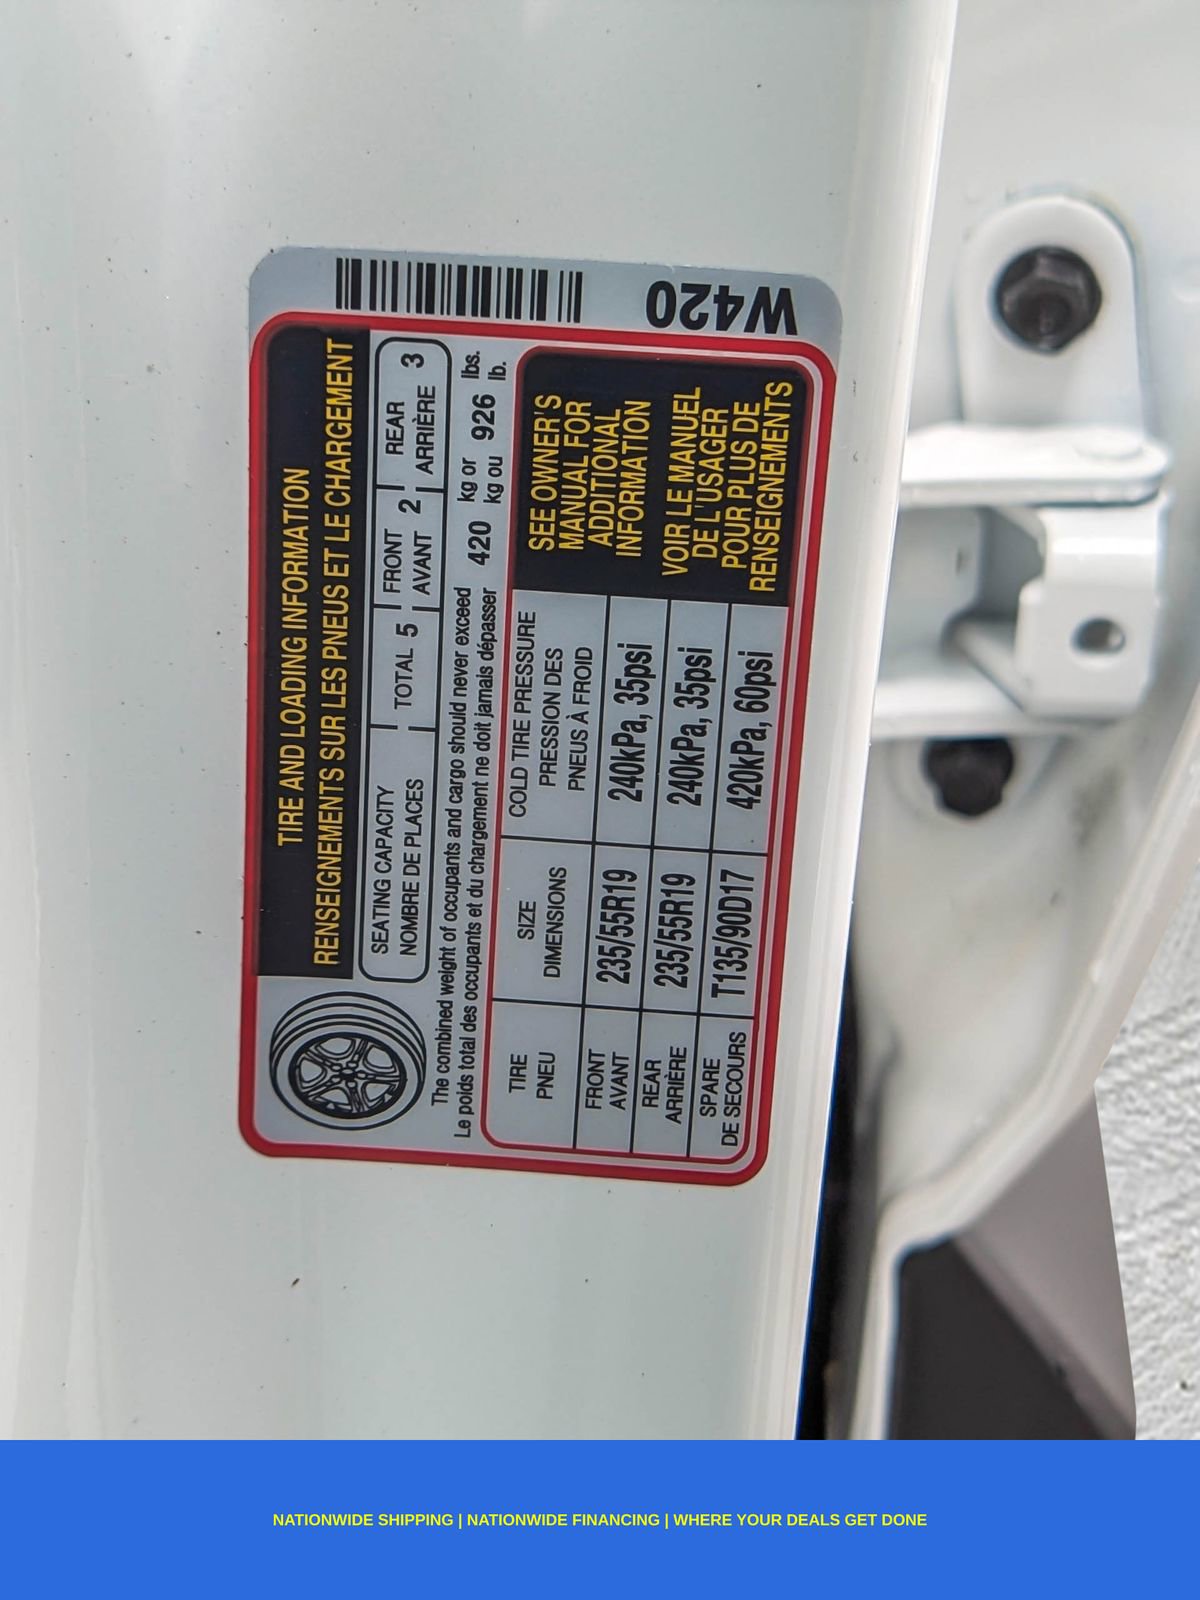 W420
TIRE AND LOADING INFORMATION
RENSEIGNEMENTS SUR LES PNEUS ET LE CHARGEMENT
SEATING CAPACITY
NOMBRE DE PLACES
TOTAL 5
FRONT
AVANT 2
REAR
ARRIÈRE 3
The combined weight of occupants and cargo should never exceed 420 kg or 926 lbs.
Le poids total des occupants et du chargement ne doit jamais dépasser kg ou lb.
TIRE
PNEU
SIZE
DIMENSIONS
COLD TIRE PRESSURE
PRESSION DES
PNEUS À FROID
FRONT
AVANT
235/55R19
240kPa, 35psi
REAR
ARRIÈRE
235/55R19
240kPa, 35psi
SPARE
DE SECOURS
T135/90D17
420kPa, 60psi
SEE OWNER'S
MANUAL FOR
ADDITIONAL
INFORMATION
VOIR LE MANUEL
DE L'USAGER
POUR PLUS DE
RENSEIGNEMENTS
NATIONWIDE SHIPPING | NATIONWIDE FINANCING | WHERE YOUR DEALS GET DONE